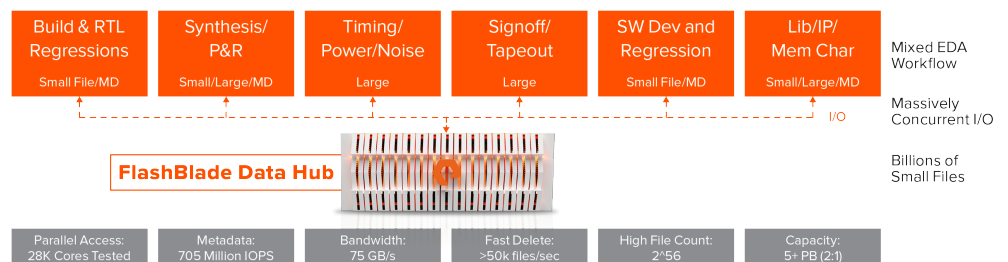 Build & RTL
Regressions
Small File/MD
Synthesis/
P&R
Small/Large/MD
Timing/
Power/Noise
Large
Signoff/
Tapeout
Large
SW Dev and
Regression
Small File/MD
Lib/IP/
Mem Char
Small/Large/MD
Mixed EDA
Workflow
I/O
Massively
Concurrent I/O
FlashBlade Data Hub
Billions of
Small Files
Parallel Access:
28K Cores Tested
Metadata:
705 Million IOPS
Bandwidth:
75 GB/s
Fast Delete:
>50k files/sec
High File Count:
2^56
Capacity:
5+ PB (2:1)